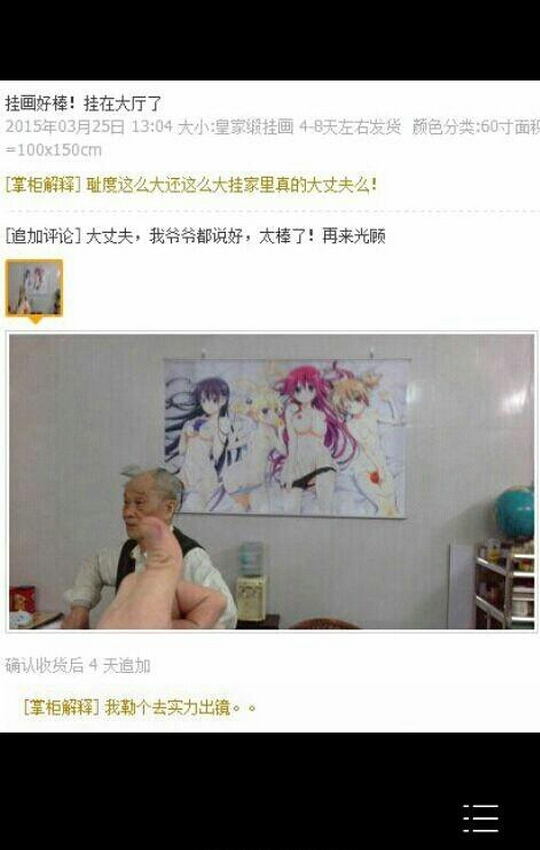 挂画好棒！挂在大厅了
2015年03月25日 13:04 大小:皇家缎挂画 4-8天左右发货 颜色分类:60寸面积
=100x150cm
[掌柜解释] 耻度这么大还这么大挂家里真的大丈夫么！
[追加评论] 大丈夫，我爷爷都说好，太棒了！再来光顾
确认收货后 4 天追加
[掌柜解释] 我勒个去实力出镜。。